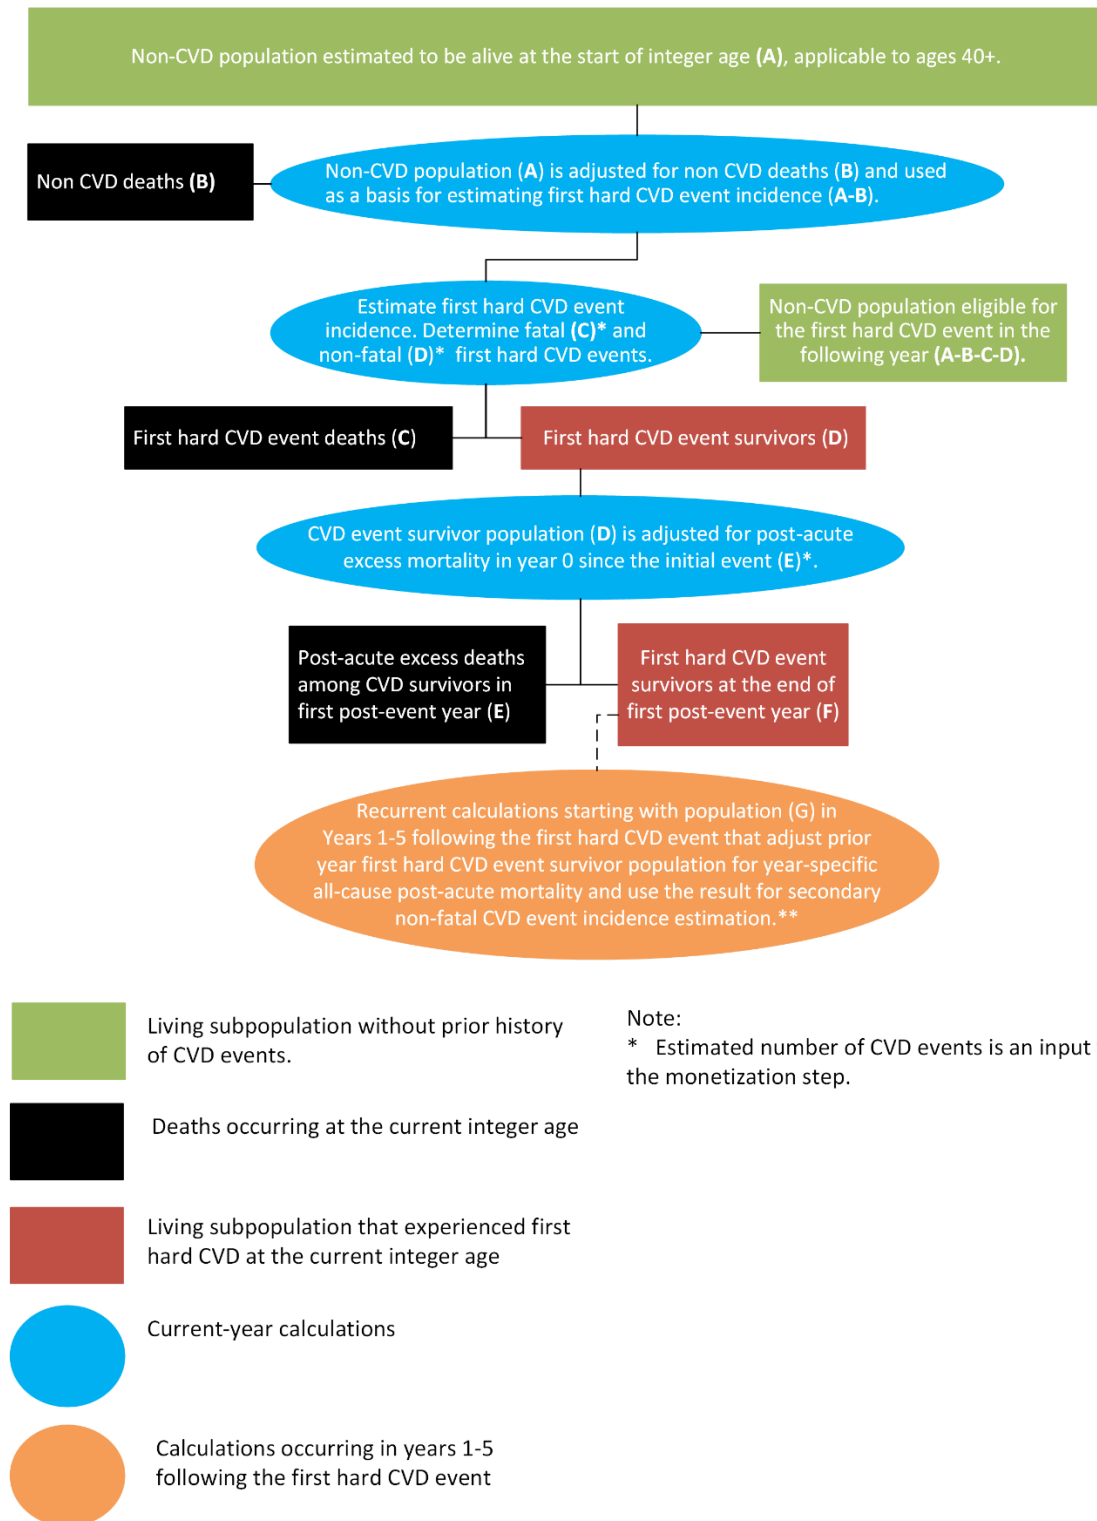 Non-CVD population estimated to be alive at the start of integer age (A), applicable to ages 40+.
Non CVD deaths (B)
Non-CVD population (A) is adjusted for non CVD deaths (B) and used
as a basis for estimating first hard CVD event incidence (A-B).
Estimate first hard CVD event
incidence. Determine fatal (C)* and
non-fatal (D)* first hard CVD events.
Non-CVD population eligible for
the first hard CVD event in the
following year (A-B-C-D).
First hard CVD event deaths (C)
First hard CVD event survivors (D)
CVD event survivor population (D) is adjusted for post-acute
excess mortality in year 0 since the initial event (E)*.
Post-acute excess deaths
among CVD survivors in
first post-event year (E)
First hard CVD event
survivors at the end of
first post-event year (F)
Recurrent calculations starting with population (G) in
Years 1-5 following the first hard CVD event that adjust prior
year first hard CVD event survivor population for year-specific
all-cause post-acute mortality and use the result for secondary
non-fatal CVD event incidence estimation.**
Living subpopulation without prior history
of CVD events.
Note:
* Estimated number of CVD events is an input
the monetization step.
Deaths occurring at the current integer age
Living subpopulation that experienced first
hard CVD at the current integer age
Current-year calculations
Calculations occurring in years 1-5
following the first hard CVD event